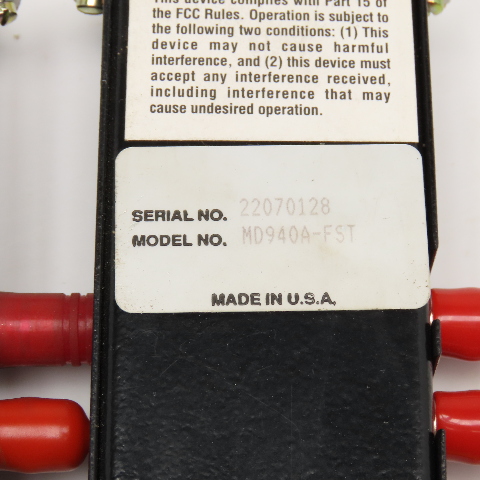 This device complies with Part 15 of
the FCC Rules. Operation is subject to
the following two conditions: (1) This
device may not cause harmful
interference, and (2) this device must
accept any interference received,
including interference that may
cause undesired operation.
SERIAL NO. 22070128
MODEL NO. MD940A-FST
MADE IN U.S.A.